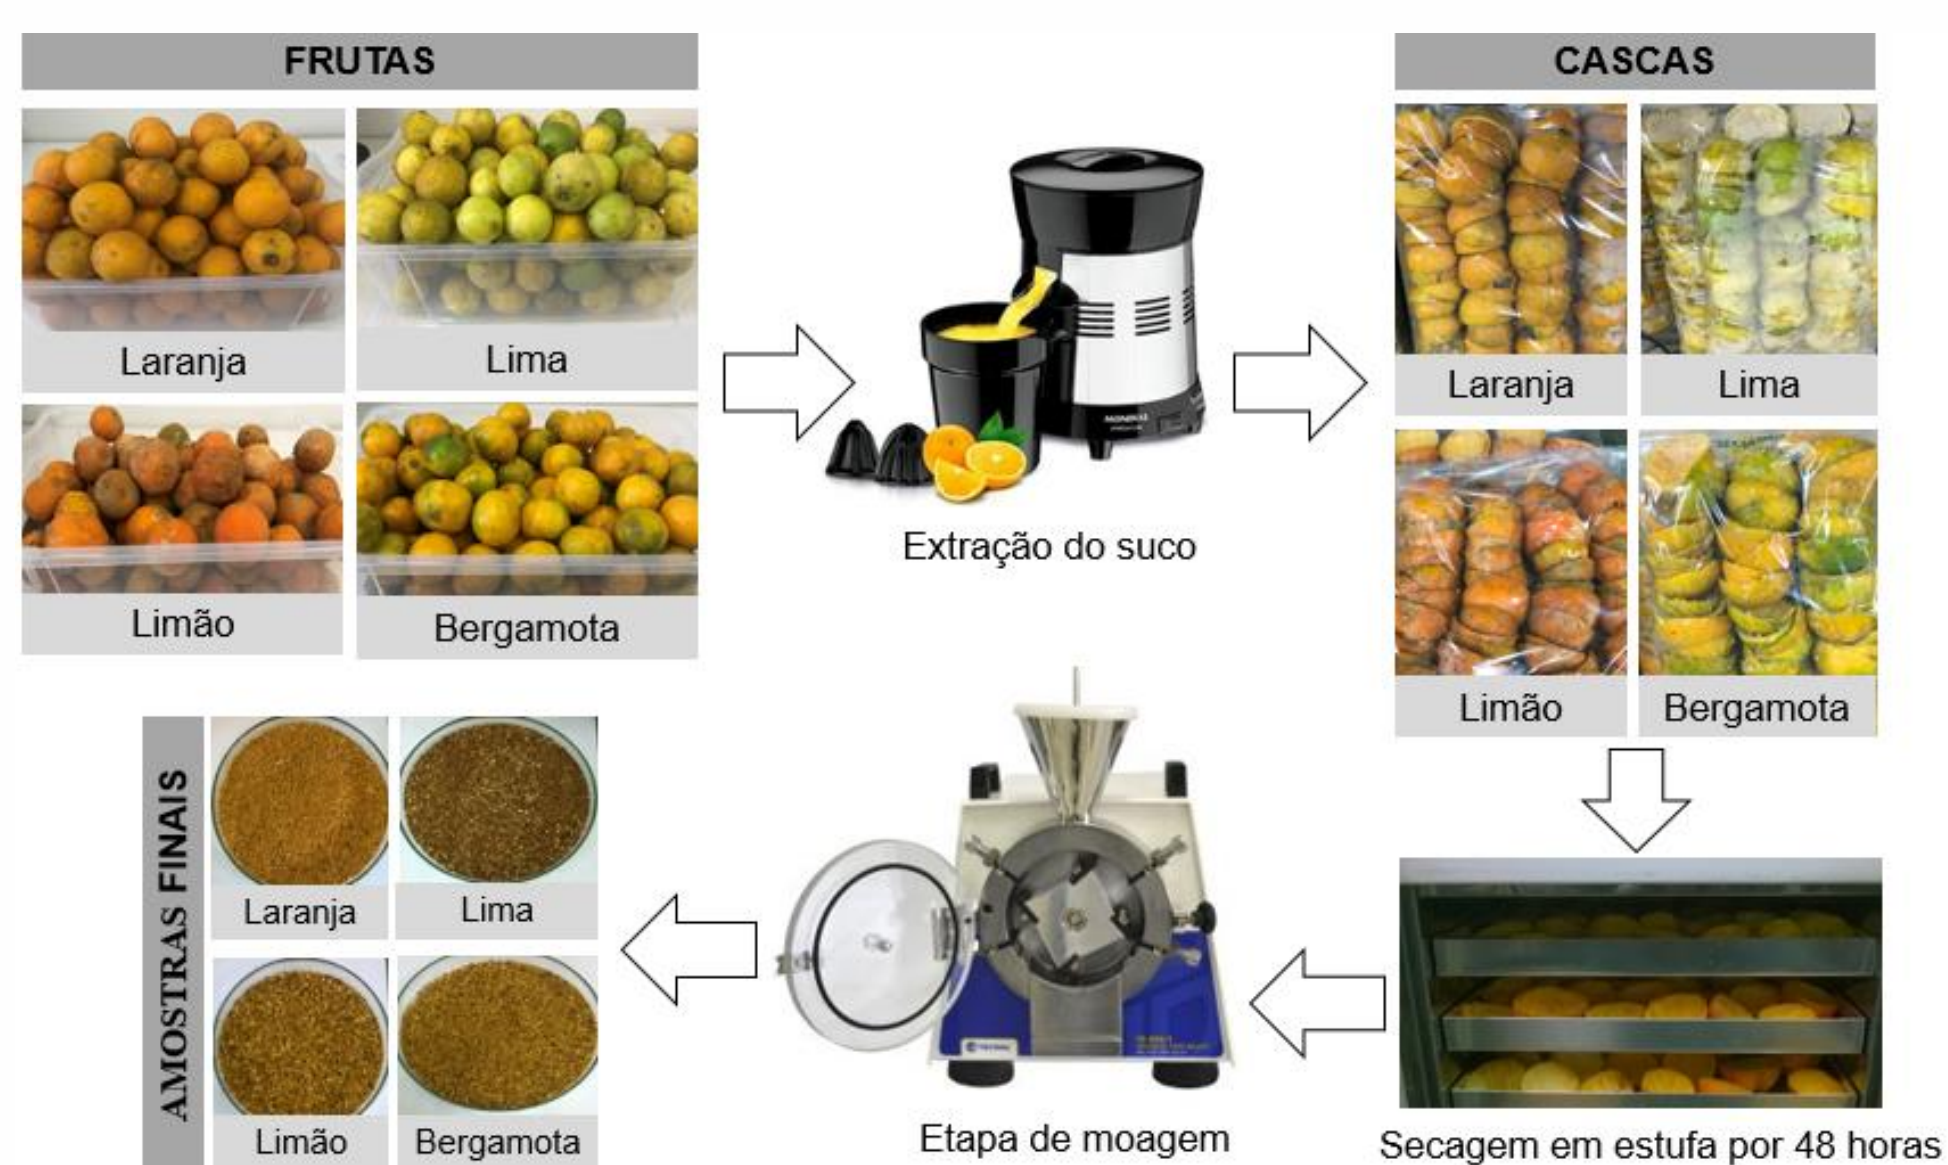 FRUTAS
Laranja
Lima
Limão
Bergamota
Extração do suco
CASCAS
Laranja
Lima
Limão
Bergamota
Secagem em estufa por 48 horas
Etapa de moagem
AMOSTRAS FINAIS
Laranja
Lima
Limão
Bergamota